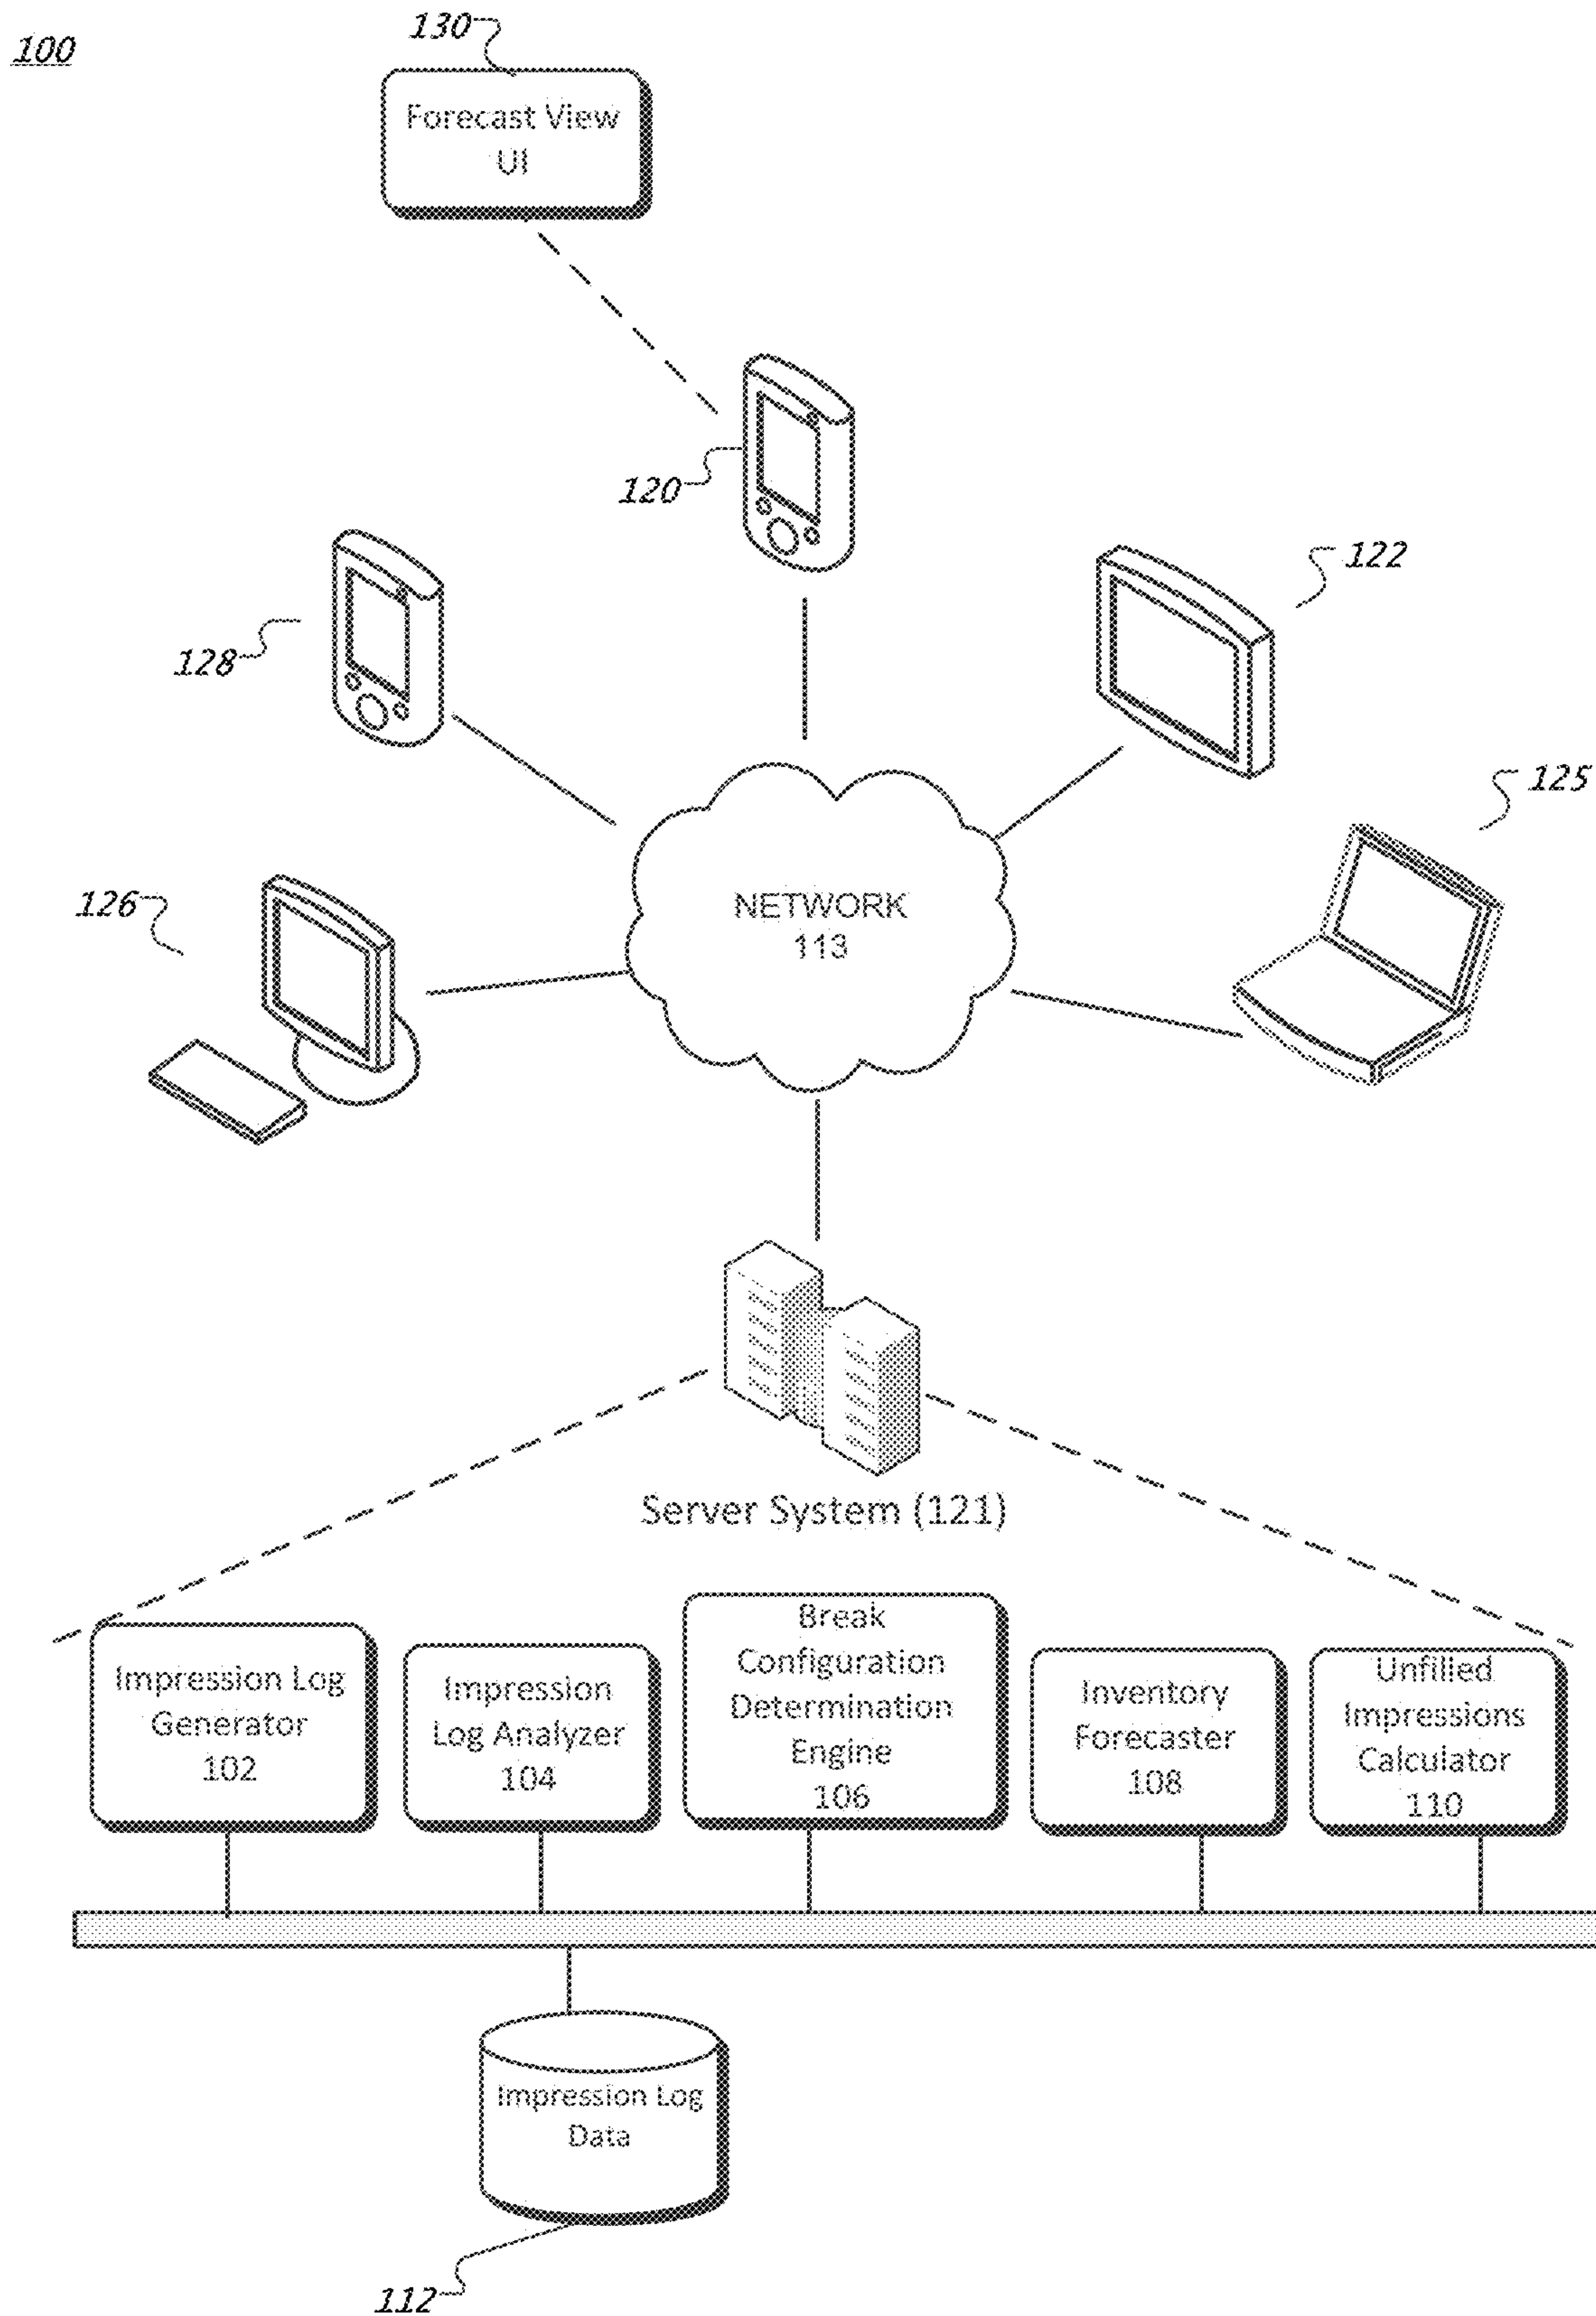 130
100
Forecast View
UI
120
122
128
125
126
NETWORK
113
Server System (121)
Impression Log
Generator
102
Impression
Log Analyzer
104
Break
Configuration
Determination
Engine
106
Inventory
Forecaster
108
Unfilled
Impressions
Calculator
110
Impression Log
Data
112